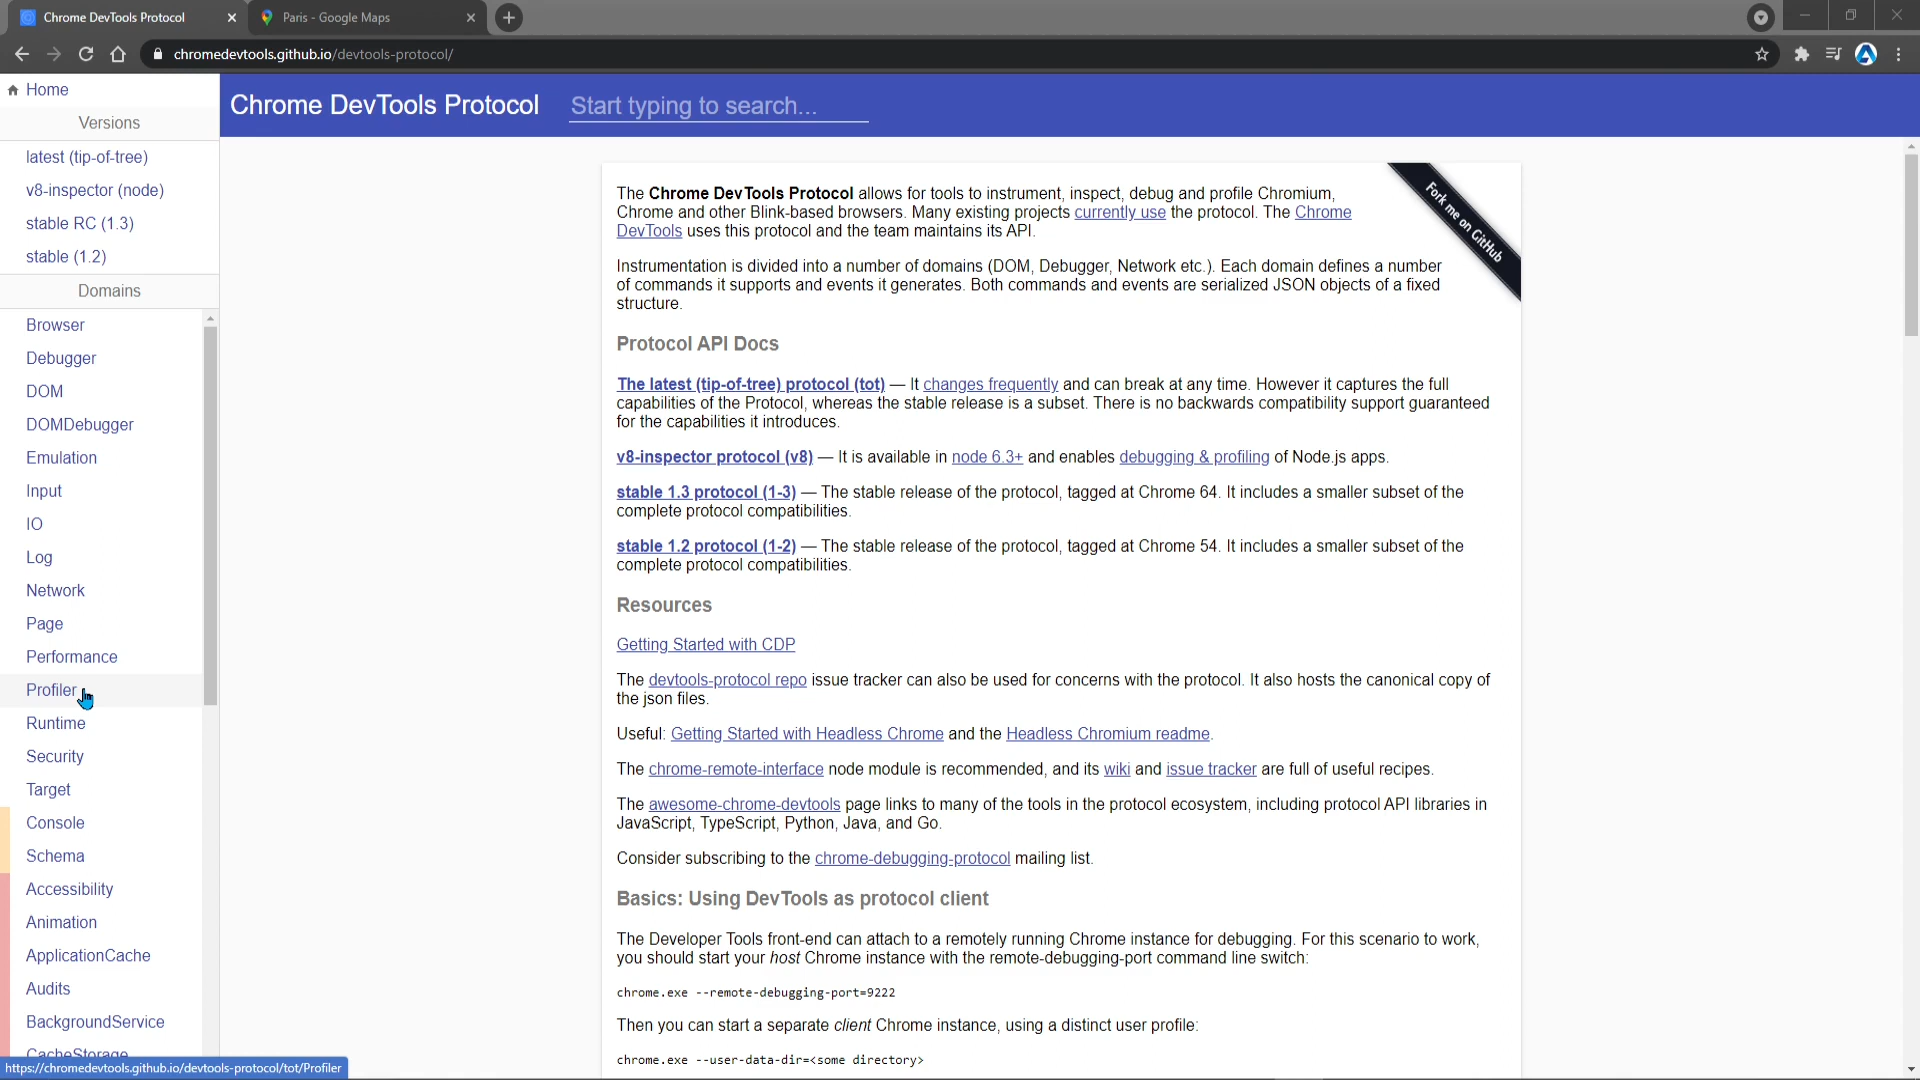 Chrome DevTools Protocol
Paris - Google Maps
chromedevtools.github.io/devtools-protocol/
Home
Versions
latest (tip-of-tree)
v8-inspector (node)
stable RC (1.3)
stable (1.2)
Domains
Browser
Debugger
DOM
DOMDebugger
Emulation
Input
IO
Log
Network
Page
Performance
Profiler
Runtime
Security
Target
Console
Schema
Accessibility
Animation
ApplicationCache
Audits
BackgroundService
CacheStorage
https://chromedevtools.github.io/devtools-protocol/tot/Profiler
Chrome DevTools Protocol
Start typing to search...
Fork me on GitHub
The Chrome DevTools Protocol allows for tools to instrument, inspect, debug and profile Chromium,
Chrome and other Blink-based browsers. Many existing projects currently use the protocol. The Chrome
DevTools uses this protocol and the team maintains its API.
Instrumentation is divided into a number of domains (DOM, Debugger, Network etc.). Each domain defines a number
of commands it supports and events it generates. Both commands and events are serialized JSON objects of a fixed
structure.
Protocol API Docs
The latest (tip-of-tree) protocol (tot) — It changes frequently and can break at any time. However it captures the full
capabilities of the Protocol, whereas the stable release is a subset. There is no backwards compatibility support guaranteed
for the capabilities it introduces.
v8-inspector protocol (v8) — It is available in node 6.3+ and enables debugging & profiling of Node.js apps.
stable 1.3 protocol (1-3) — The stable release of the protocol, tagged at Chrome 64. It includes a smaller subset of the
complete protocol compatibilities.
stable 1.2 protocol (1-2) — The stable release of the protocol, tagged at Chrome 54. It includes a smaller subset of the
complete protocol compatibilities.
Resources
Getting Started with CDP
The devtools-protocol repo issue tracker can also be used for concerns with the protocol. It also hosts the canonical copy of
the json files.
Useful: Getting Started with Headless Chrome and the Headless Chromium readme.
The chrome-remote-interface node module is recommended, and its wiki and issue tracker are full of useful recipes.
The awesome-chrome-devtools page links to many of the tools in the protocol ecosystem, including protocol API libraries in
JavaScript, TypeScript, Python, Java, and Go.
Consider subscribing to the chrome-debugging-protocol mailing list.
Basics: Using DevTools as protocol client
The Developer Tools front-end can attach to a remotely running Chrome instance for debugging. For this scenario to work,
you should start your host Chrome instance with the remote-debugging-port command line switch:
chrome.exe --remote-debugging-port=9222
Then you can start a separate client Chrome instance, using a distinct user profile:
chrome.exe --user-data-dir=<some directory>